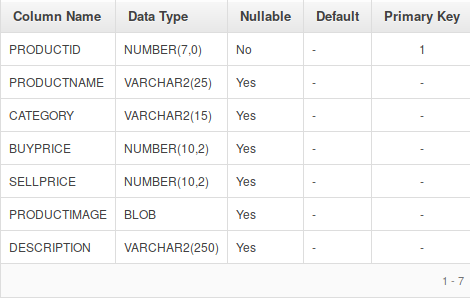 Column Name Data Type Nullable Default Primary Key
PRODUCTID NUMBER(7,0) No - 1
PRODUCTNAME VARCHAR2(25) Yes - -
CATEGORY VARCHAR2(15) Yes - -
BUYPRICE NUMBER(10,2) Yes - -
SELLPRICE NUMBER(10,2) Yes - -
PRODUCTIMAGE BLOB Yes - -
DESCRIPTION VARCHAR2(250) Yes - -
1 - 7